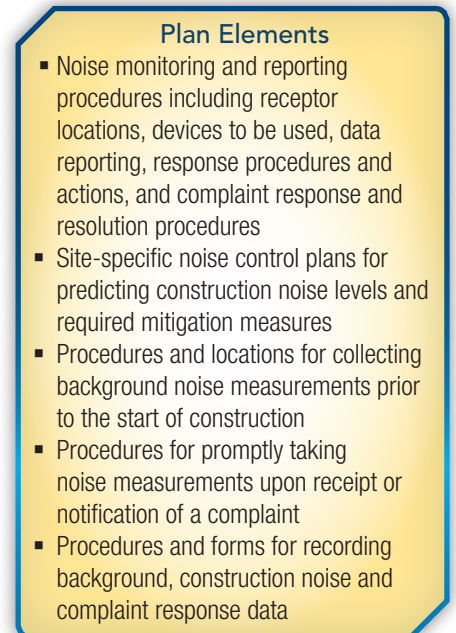 Plan Elements
▪ Noise monitoring and reporting
procedures including receptor
locations, devices to be used, data
reporting, response procedures and
actions, and complaint response and
resolution procedures
▪ Site-specific noise control plans for
predicting construction noise levels and
required mitigation measures
▪ Procedures and locations for collecting
background noise measurements prior
to the start of construction
▪ Procedures for promptly taking
noise measurements upon receipt or
notification of a complaint
▪ Procedures and forms for recording
background, construction noise and
complaint response data